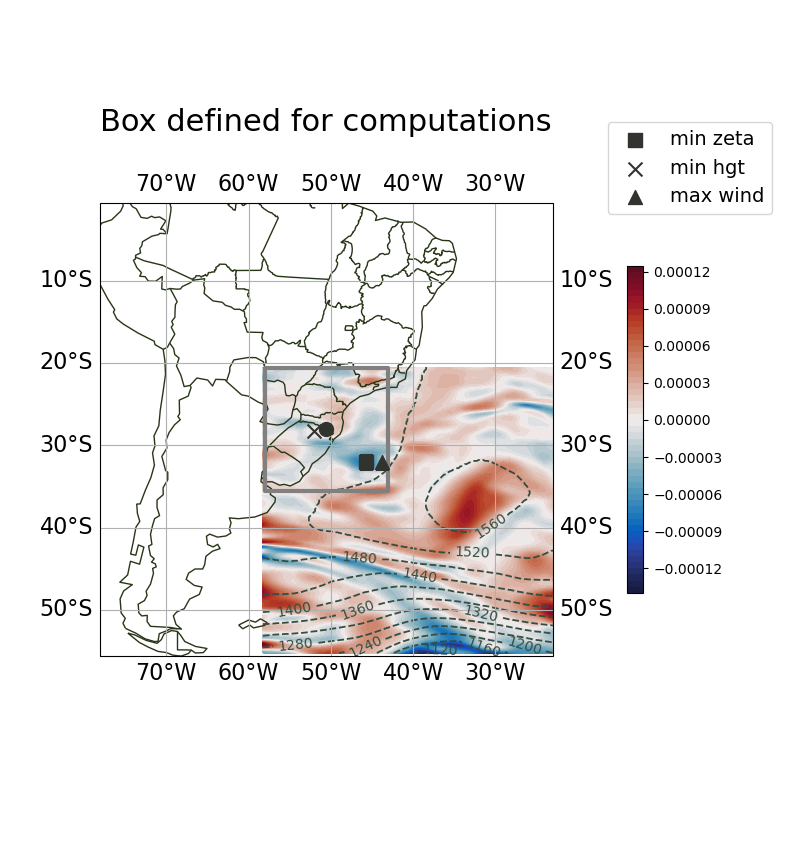 Box defined for computations
min zeta
min hgt
max wind
70°W 60°W 50°W 40°W 30°W
10°S 10°S
20°S 20°S
30°S 30°S
40°S 40°S
50°S 50°S
70°W 60°W 50°W 40°W 30°W
1560
1520
1480
1440
1400 1360 1320
1280 1240 1120 1160 1200
0.00012
0.00009
0.00006
0.00003
0.00000
−0.00003
−0.00006
−0.00009
−0.00012